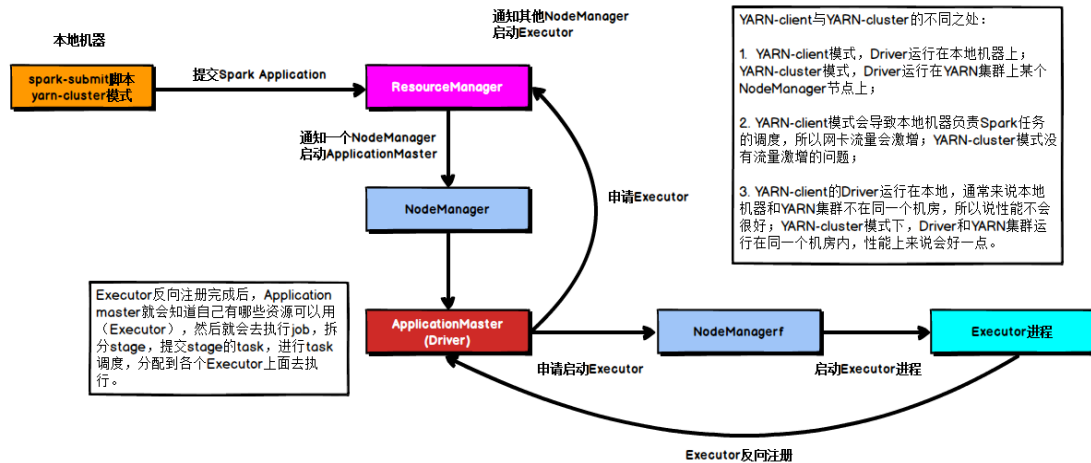 通知其他NodeManager
启动Executor
本地机器
spark-submit脚本
yarn-cluster模式
提交Spark Application
ResourceManager
通知一个NodeManager
启动ApplicationMaster
NodeManager
申请Executor
YARN-client与YARN-cluster的不同之处：
1. YARN-client模式，Driver运行在本地机器上；
YARN-cluster模式，Driver运行在YARN集群上某个
NodeManager节点上；
2. YARN-client模式会导致本地机器负责Spark任务
的调度，所以网卡流量会激增；YARN-cluster模式没
有流量激增的问题；
3. YARN-client的Driver运行在本地，通常来说本地
机器和YARN集群不在同一个机房，所以说性能不会
很好；YARN-cluster模式下，Driver和YARN集群运
行在同一个机房内，性能上来说会好一点。
Executor反向注册完成后，Application
master就会知道自己有哪些资源可以用
（Executor），然后就会去执行job，拆
分stage，提交stage的task，进行task
调度，分配到各个Executor上面去执
行。
ApplicationMaster
(Driver)
申请启动Executor
NodeManagerf
启动Executor进程
Executor进程
Executor反向注册